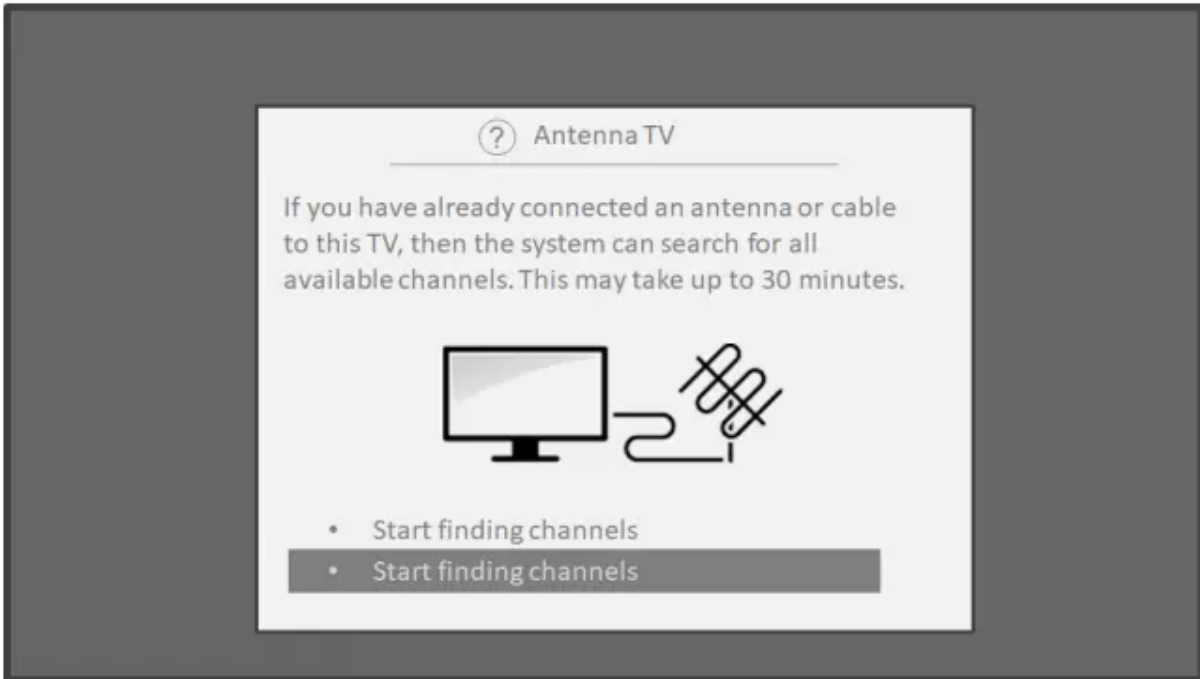 ? Antenna TV
If you have already connected an antenna or cable
to this TV, then the system can search for all
available channels. This may take up to 30 minutes.
• Start finding channels
• Start finding channels